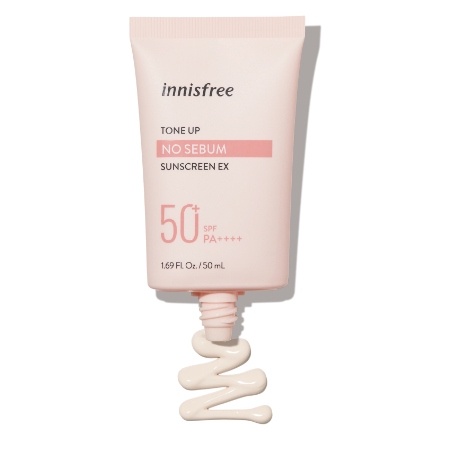 innisfree
TONE UP
NO SEBUM
SUNSCREEN EX
50+
SPF
PA++++
1.69 Fl. Oz. / 50 mL